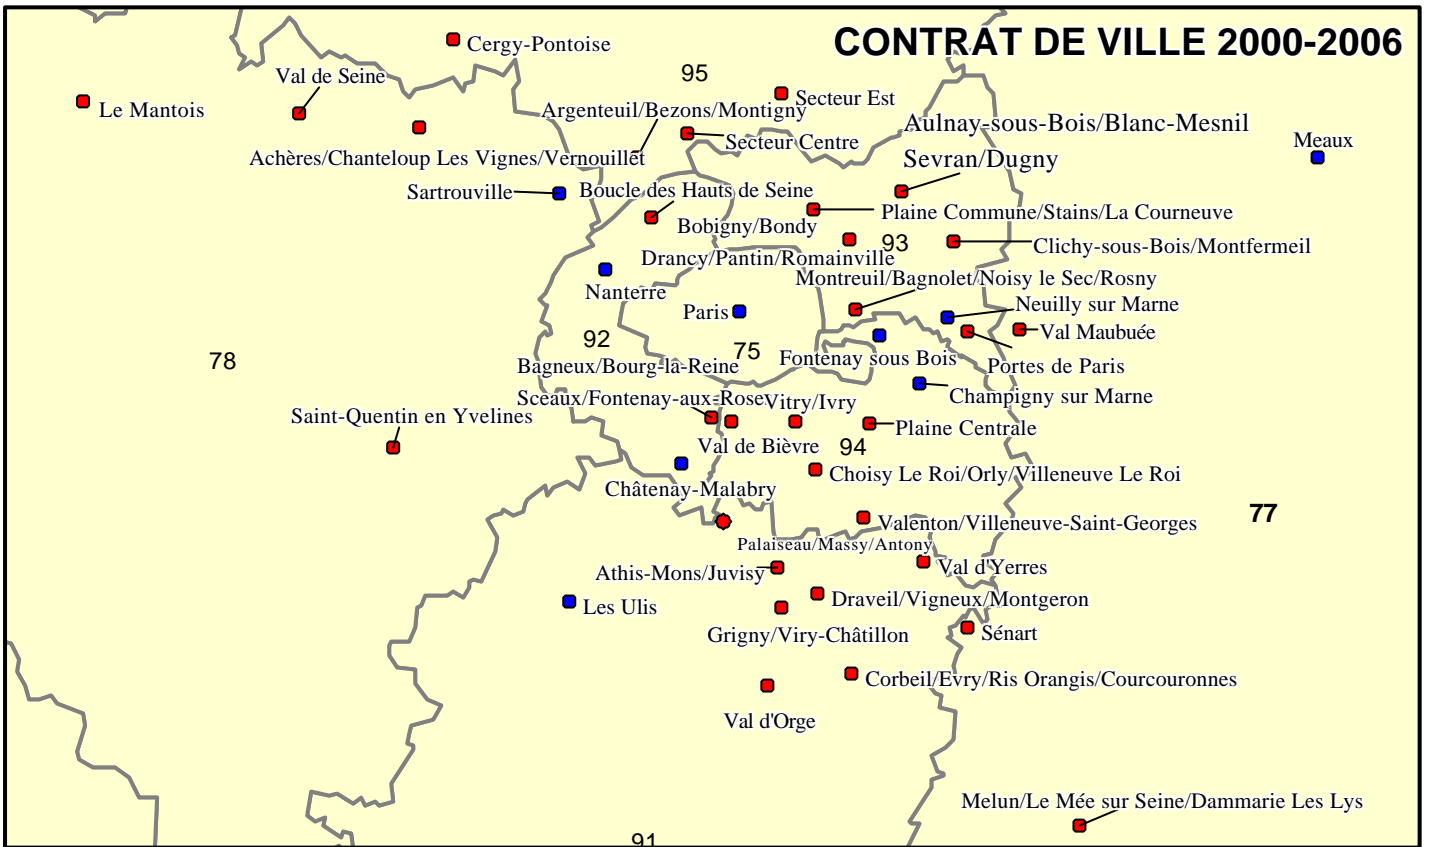 CONTRAT DE VILLE 2000-2006
Cergy-Pontoise
95
Val de Seine
Le Mantois
Secteur Est
Argenteuil/Bezons/Montigny
Secteur Centre
Aulnay-sous-Bois/Blanc-Mesnil
Meaux
Achères/Chanteloup Les Vignes/Vernouillet
Sevran/Dugny
Sartrouville
Boucle des Hauts de Seine
Plaine Commune/Stains/La Courneuve
Bobigny/Bondy
93
Clichy-sous-Bois/Montfermeil
Drancy/Pantin/Romainville
Montreuil/Bagnolet/Noisy le Sec/Rosny
Nanterre
Neuilly sur Marne
Paris
Val Maubuée
92
75
78
Fontenay sous Bois
Portes de Paris
Bagneux/Bourg-la-Reine
Champigny sur Marne
Sceaux/Fontenay-aux-Rose
Vitry/Ivry
Saint-Quentin en Yvelines
Plaine Centrale
Val de Bièvre
94
Choisy Le Roi/Orly/Villeneuve Le Roi
Châtenay-Malabry
77
Valenton/Villeneuve-Saint-Georges
Palaiseau/Massy/Antony
Val d'Yerres
Athis-Mons/Juvisy
Les Ulis
Draveil/Vigneux/Montgeron
Grigny/Viry-Châtillon
Sénart
Corbeil/Evry/Ris Orangis/Courcouronnes
Val d'Orge
Melun/Le Mée sur Seine/Dammarie Les Lys
91